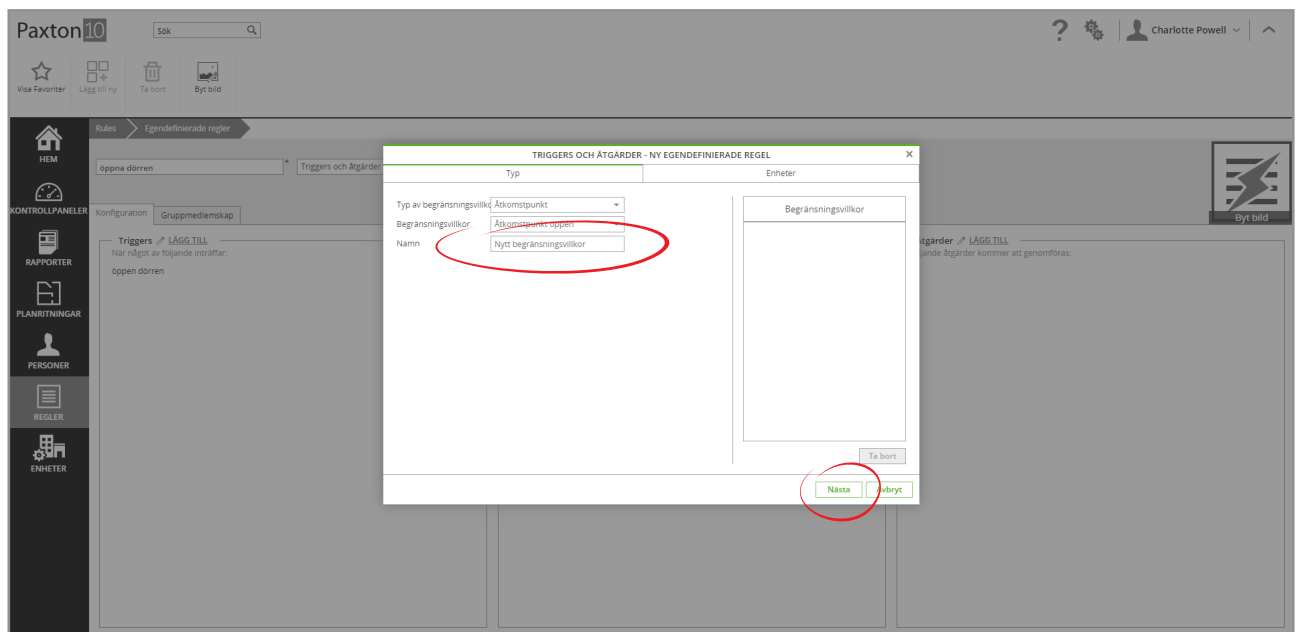 Paxton10
Sök
? Charlotte Powell
Visa Favoriter
Lägg till ny
Ta bort
Byt bild
Rules
Egendefinierade regler
HEM
KONTROLLPANELER
RAPPORTER
PLANRITNINGAR
PERSONER
REGLER
ENHETER
öppna dörren
*
Triggers och åtgärder
Byt bild
Konfiguration
Gruppmedlemskap
Triggers LÄGG TILL
När något av följande inträffar:
öppen dörren
TRIGGERS OCH ÅTGÄRDER - NY EGENDEFINIERADE REGEL
Typ
Enheter
Typ av begränsningsvillko Åtkomstpunkt
Begränsningsvillkor Åtkomstpunkt öppen
Namn Nytt begränsningsvillkor
Begränsningsvillkor
Ta bort
Nästa
Avbryt
tgärder LÄGG TILL
jande åtgärder kommer att genomföras: